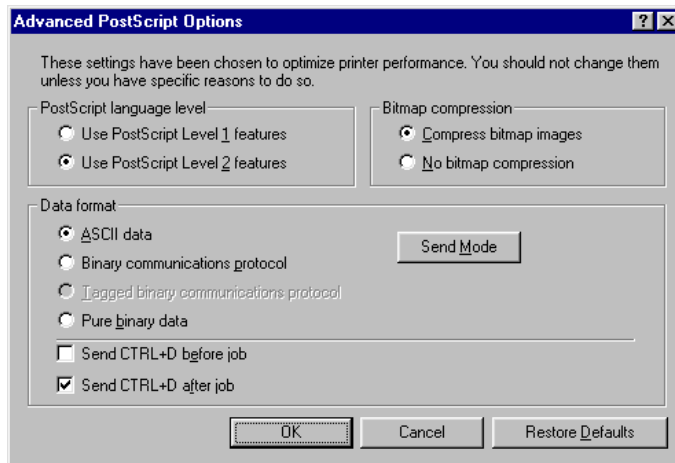 Advanced PostScript Options
These settings have been chosen to optimize printer performance. You should not change them
unless you have specific reasons to do so.
PostScript language level
Use PostScript Level 1 features
Use PostScript Level 2 features
Bitmap compression
Compress bitmap images
No bitmap compression
Data format
ASCII data
Binary communications protocol
Tagged binary communications protocol
Pure binary data
Send Mode
Send CTRL+D before job
Send CTRL+D after job
OK
Cancel
Restore Defaults